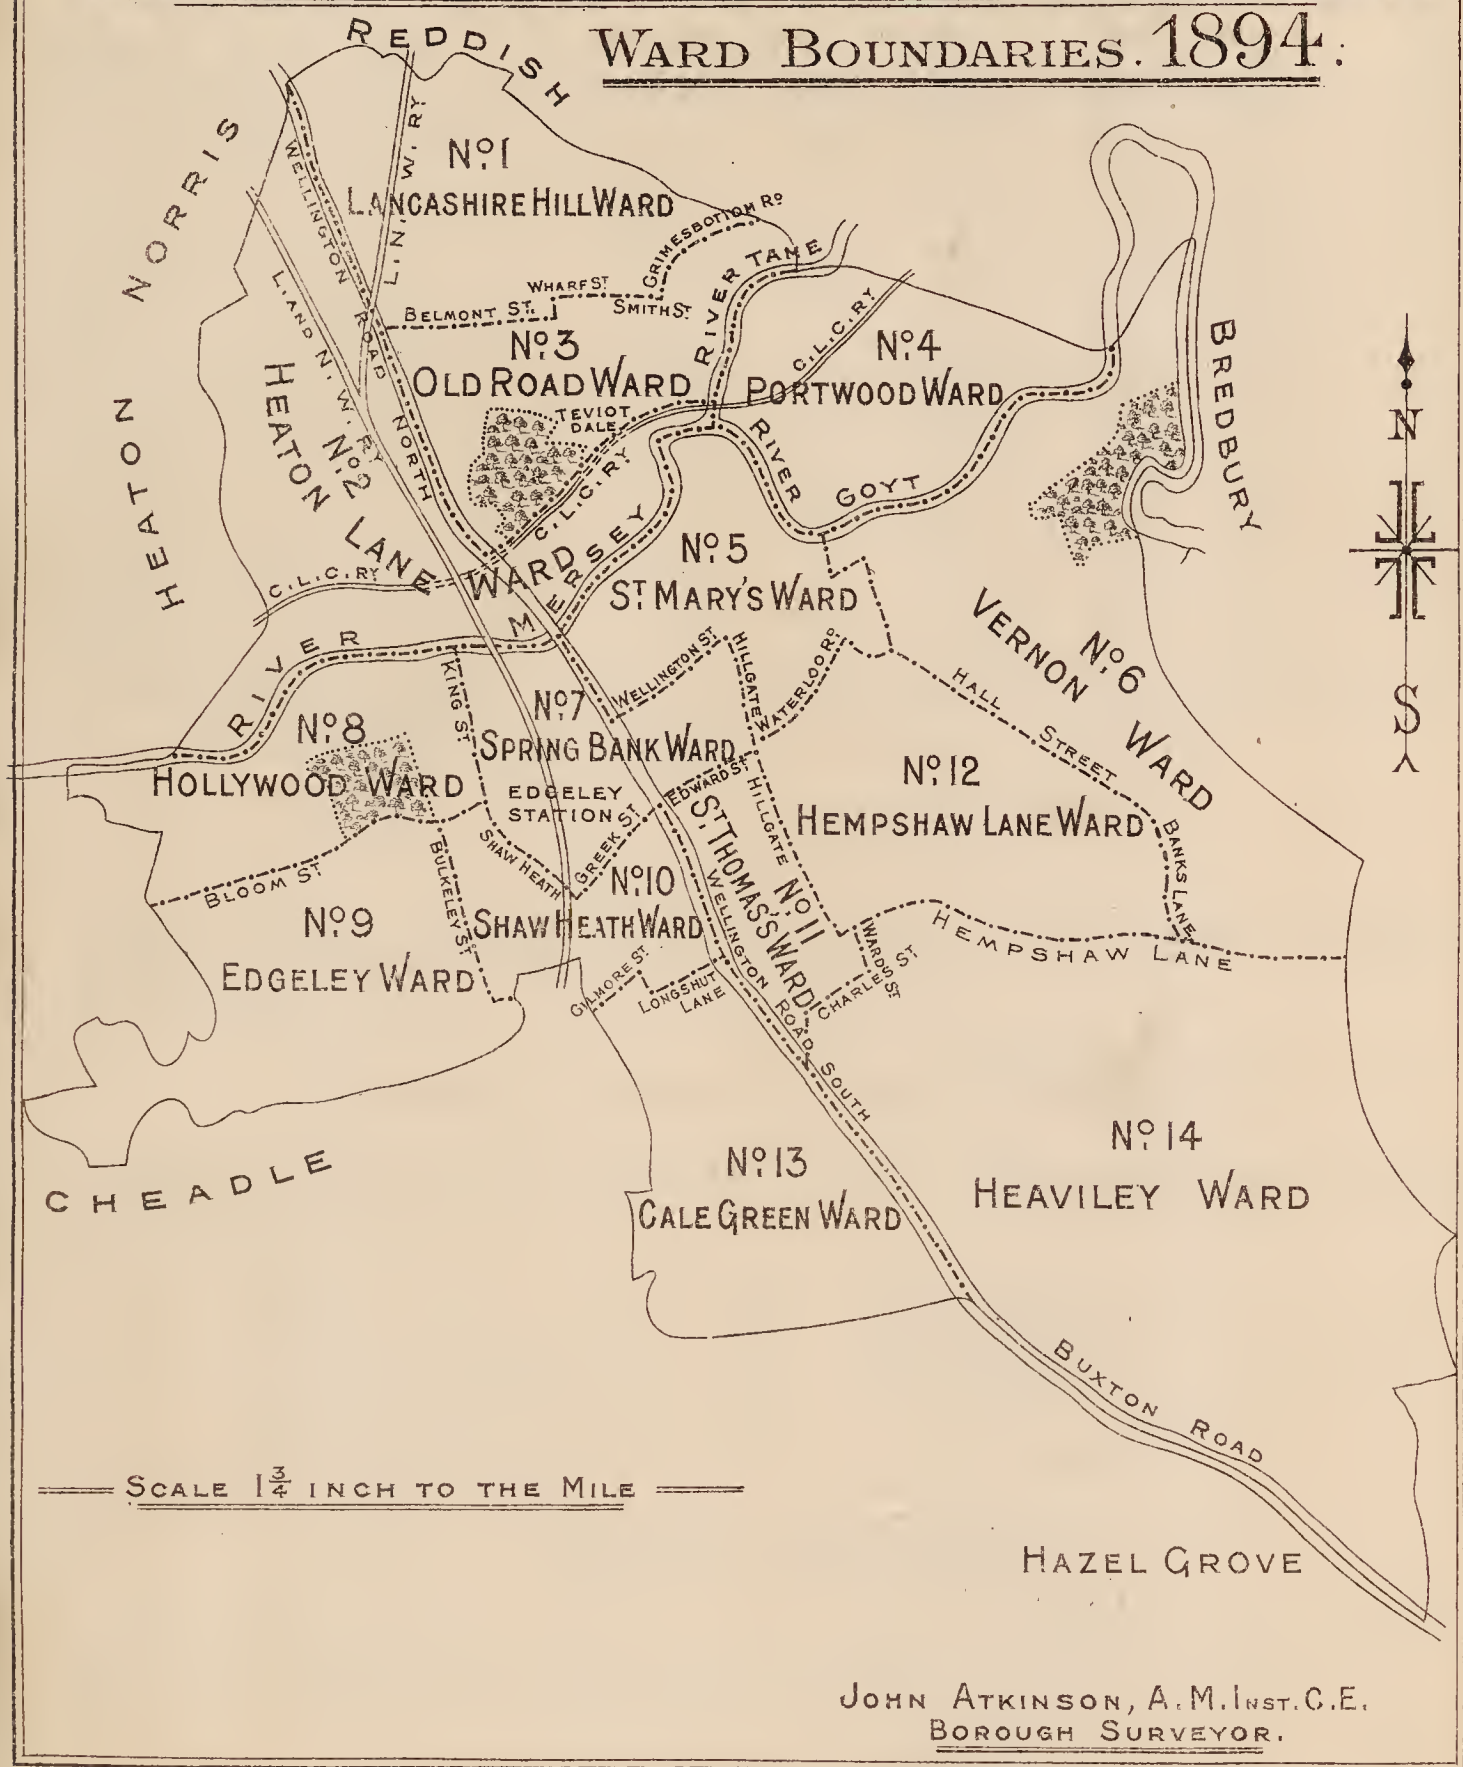 WARD BOUNDARIES. 1894.
REDDISH
NORRIS
HEATON
No. 1
LANCASHIRE HILL WARD
L. N. W. RY
WELLINGTON ROAD NORTH
L. AND N. W. RY
GRIMESBOTTOM RD
WHARF ST
SMITH ST
BELMONT ST.
RIVER TAME
No. 3
OLD ROAD WARD
TEVIOT
DALE
C.L.C.RY
No. 4
PORTWOOD WARD
BREDBURY
N
S
HEATON LANE WARD
No. 2
C.L.C.RY
C.L.C.RY
RIVER MERSEY
RIVER GOYT
No. 5
ST MARY'S WARD
No. 6
VERNON WARD
WELLINGTON ST
HILLGATE
WATERLOO RD
HALL STREET
KING ST
No. 7
SPRING BANK WARD
EDGELEY
STATION
No. 8
HOLLYWOOD WARD
EDWARD ST
HILLGATE
No. 12
HEMPSHAW LANE WARD
BANKS LANE
GREEK ST
SHAW HEATH
BLOOM ST
BULKELEY ST
No. 9
EDGELEY WARD
No. 10
SHAW HEATH WARD
ST THOMAS'S WARD
No. 11
WELLINGTON ROAD SOUTH
GILMORE ST
LONGSHUT
LANE
WARDS ST
CHARLES ST
HEMPSHAW LANE
CHEADLE
No. 13
CALE GREEN WARD
No. 14
HEAVILEY WARD
BUXTON ROAD
SCALE 1¾ INCH TO THE MILE
HAZEL GROVE
JOHN ATKINSON, A.M.INST.C.E.
BOROUGH SURVEYOR.